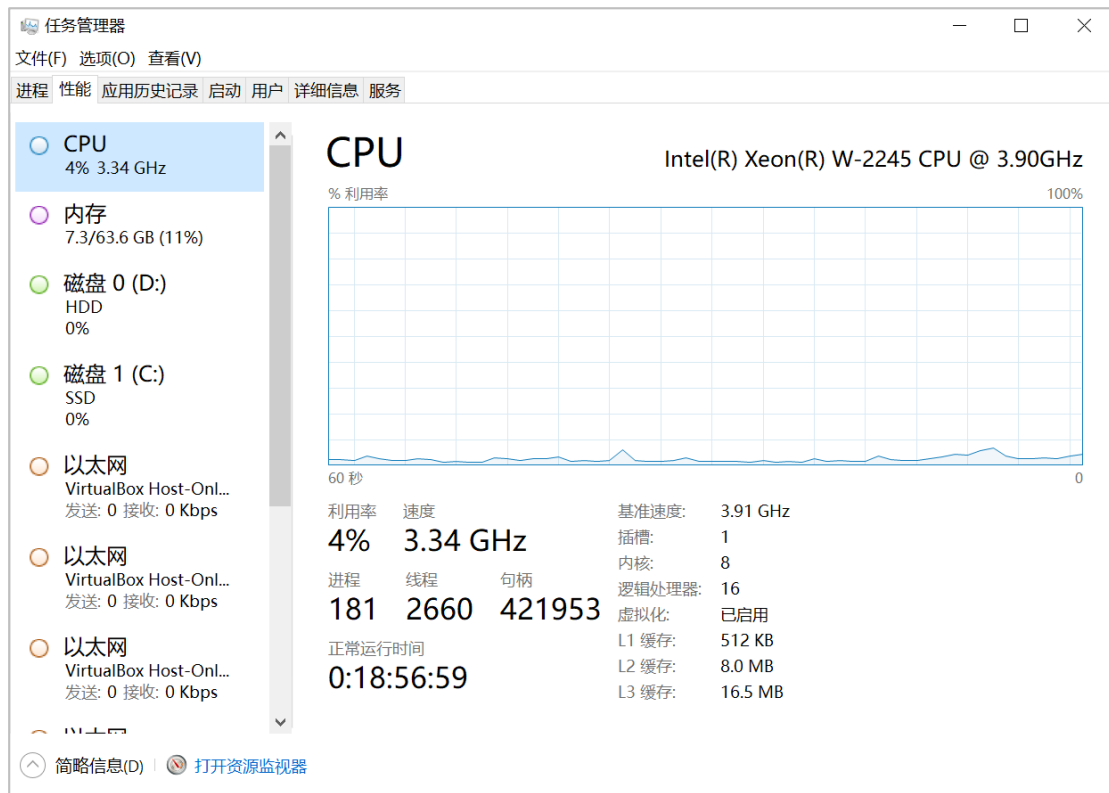 任务管理器
文件(F) 选项(O) 查看(V)
进程 性能 应用历史记录 启动 用户 详细信息 服务
CPU
4% 3.34 GHz
内存
7.3/63.6 GB (11%)
磁盘 0 (D:)
HDD
0%
磁盘 1 (C:)
SSD
0%
以太网
VirtualBox Host-Onl...
发送: 0 接收: 0 Kbps
以太网
VirtualBox Host-Onl...
发送: 0 接收: 0 Kbps
以太网
VirtualBox Host-Onl...
发送: 0 接收: 0 Kbps
CPU
Intel(R) Xeon(R) W-2245 CPU @ 3.90GHz
% 利用率 100%
60 秒 0
利用率 速度
4% 3.34 GHz
进程 线程 句柄
181 2660 421953
正常运行时间
0:18:56:59
基准速度: 3.91 GHz
插槽: 1
内核: 8
逻辑处理器: 16
虚拟化: 已启用
L1 缓存: 512 KB
L2 缓存: 8.0 MB
L3 缓存: 16.5 MB
简略信息(D) 打开资源监视器